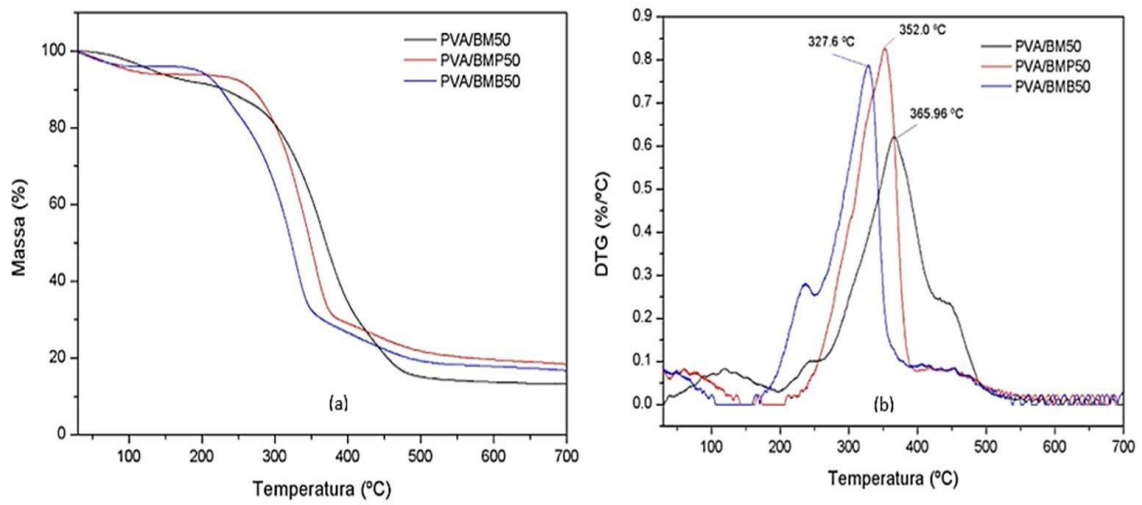 PVA/BM50
PVA/BMP50
PVA/BMB50
100
80
60
40
20
0
Massa (%)
100 200 300 400 500 600 700
Temperatura (ºC)
(a)
352.0 ºC
327.6 ºC
365.96 ºC
PVA/BM50
PVA/BMP50
PVA/BMB50
0.9
0.8
0.7
0.6
0.5
0.4
0.3
0.2
0.1
0.0
DTG (%/ºC)
100 200 300 400 500 600 700
Temperatura (ºC)
(b)